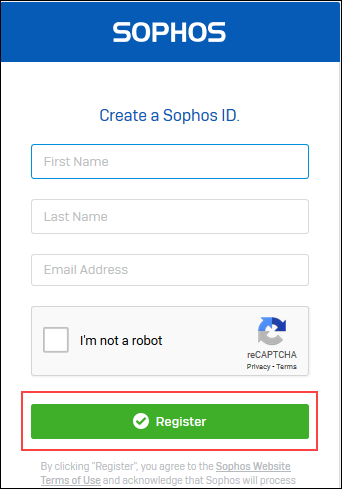 SOPHOS
Create a Sophos ID.
First Name
Last Name
Email Address
I'm not a robot
reCAPTCHA
Privacy - Terms
Register
By clicking "Register", you agree to the Sophos Website
Terms of Use and acknowledge that Sophos will process